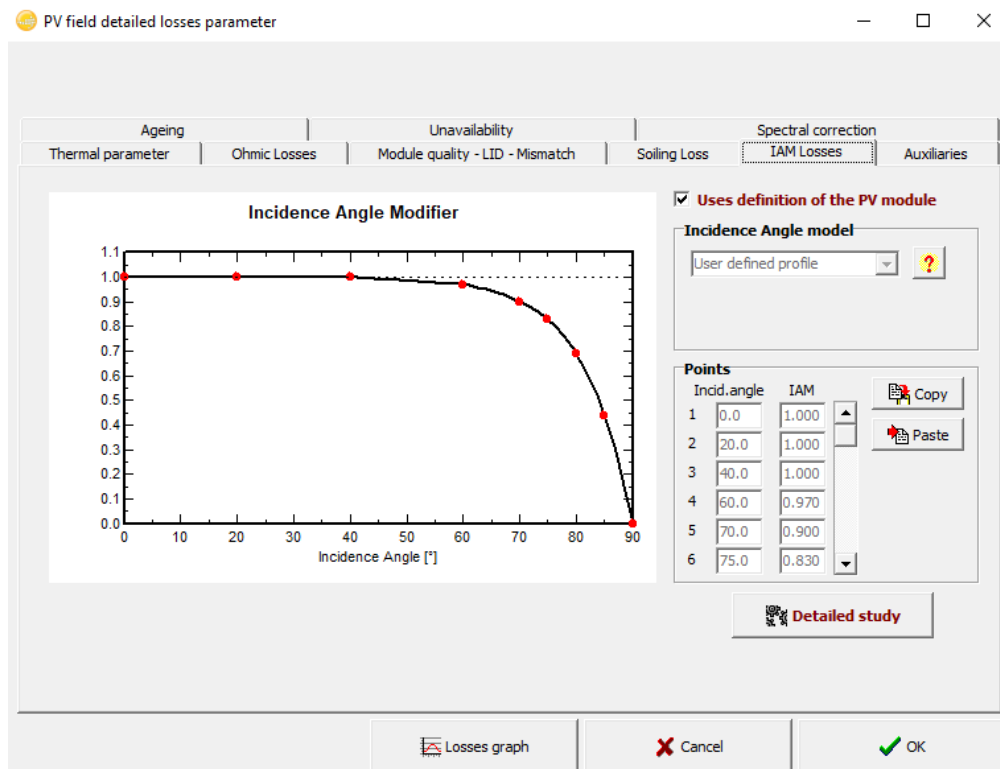 PV field detailed losses parameter
Ageing
Unavailability
Spectral correction
Thermal parameter
Ohmic Losses
Module quality - LID - Mismatch
Soiling Loss
IAM Losses
Auxiliaries
Incidence Angle Modifier
1.1
1.0
0.9
0.8
0.7
0.6
0.5
0.4
0.3
0.2
0.1
0.0
0 10 20 30 40 50 60 70 80 90
Incidence Angle [°]
Uses definition of the PV module
Incidence Angle model
User defined profile
?
Points
Incid.angle IAM
1 0.0 1.000
2 20.0 1.000
3 40.0 1.000
4 60.0 0.970
5 70.0 0.900
6 75.0 0.830
Copy
Paste
Detailed study
Losses graph
Cancel
OK